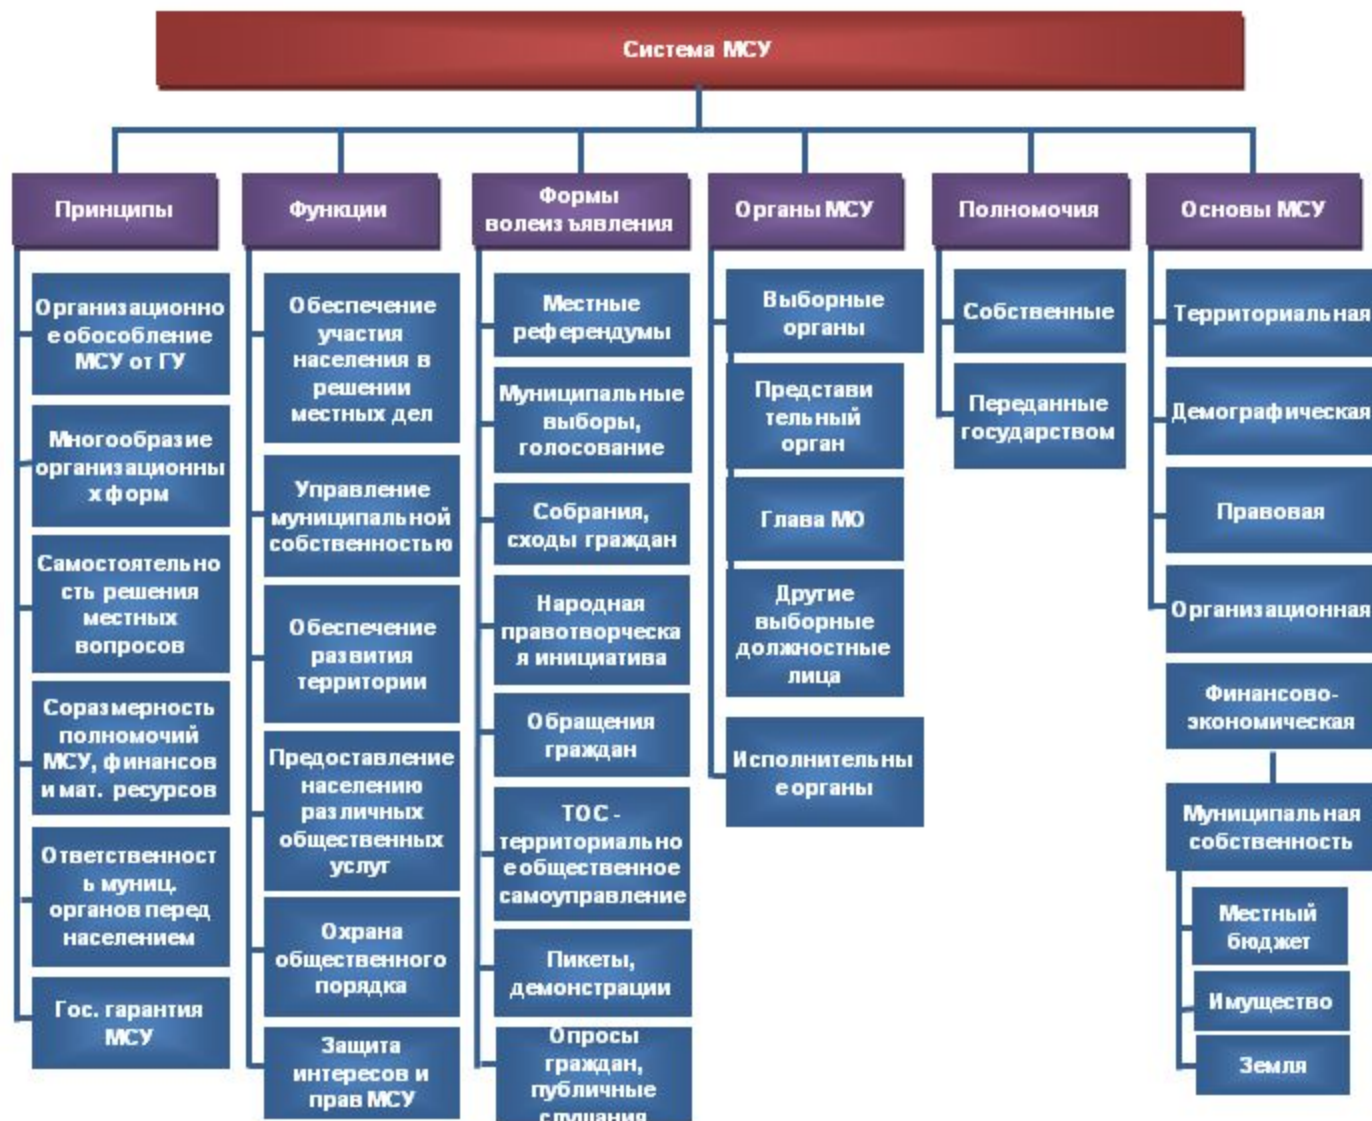 Система МСУ
Принципы
Организационно
е обособление
МСУ от ГУ
Многообразие
организационны
х форм
Самостоятельно
сть решения
местных
вопросов
Соразмерность
полномочий
МСУ, финансов
и мат. ресурсов
Ответственност
ь муниц.
органов перед
населением
Гос. гарантия
МСУ
Функции
Обеспечение
участия
населения в
решении
местных дел
Управление
муниципальной
собственностью
Обеспечение
развития
территории
Предоставление
населению
различных
общественных
услуг
Охрана
общественного
порядка
Защита
интересов и
прав МСУ
Формы
волеизъявления
Местные
референдумы
Муниципальные
выборы,
голосование
Собрания,
сходы граждан
Народная
правотворческа
я инициатива
Обращения
граждан
ТОС -
территориально
е общественное
самоуправление
Пикеты,
демонстрации
Опросы
граждан,
публичные
слушания
Органы МСУ
Выборные
органы
Представи
тельный
орган
Глава МО
Другие
выборные
должностные
лица
Исполнительны
е органы
Полномочия
Собственные
Переданные
государством
Основы МСУ
Территориальная
Демографическая
Правовая
Организационная
Финансово-
экономическая
Муниципальная
собственность
Местный
бюджет
Имущество
Земля